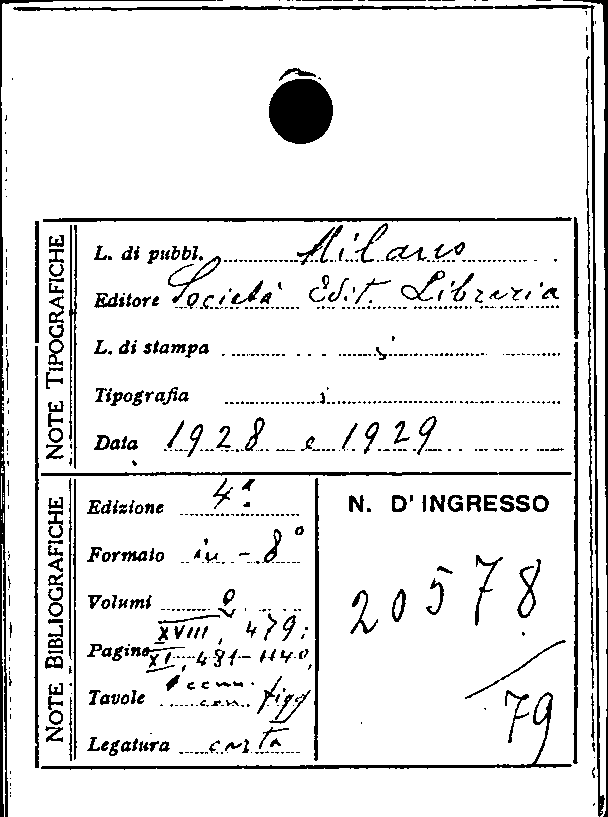 NOTE TIPOGRAFICHE
L. di pubbl. Milano
Editore Società Edit. Libraria
L. di stampa
Tipografia
Data 1928 e 1929
NOTE BIBLIOGRAFICHE
Edizione 4ª
Formato in - 8°
Volumi
Pagine XVIII, 479;
XI, 481-1140,
Tavole con figg
Legatura carta
N. D'INGRESSO
20578
79